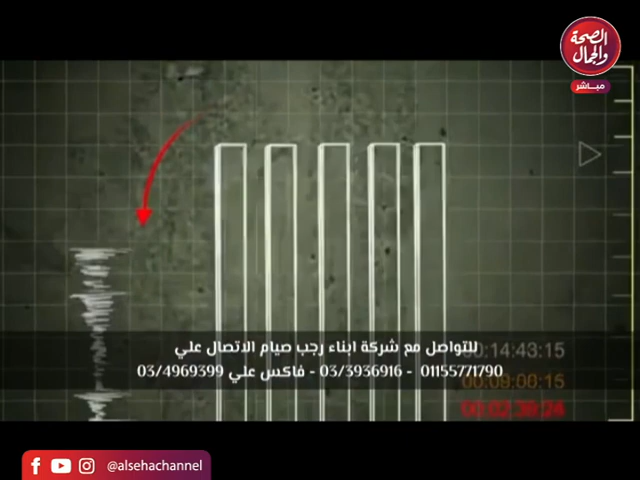 الصحة
والجمال
مباشر
للتواصل مع شركة ابناء رجب صيام الاتصال علي
01155771790 - 03/3936916 - فاكس علي 03/4969399
00:14:43:15
00:09:00:15
00:02:39:24
@alsehachannel